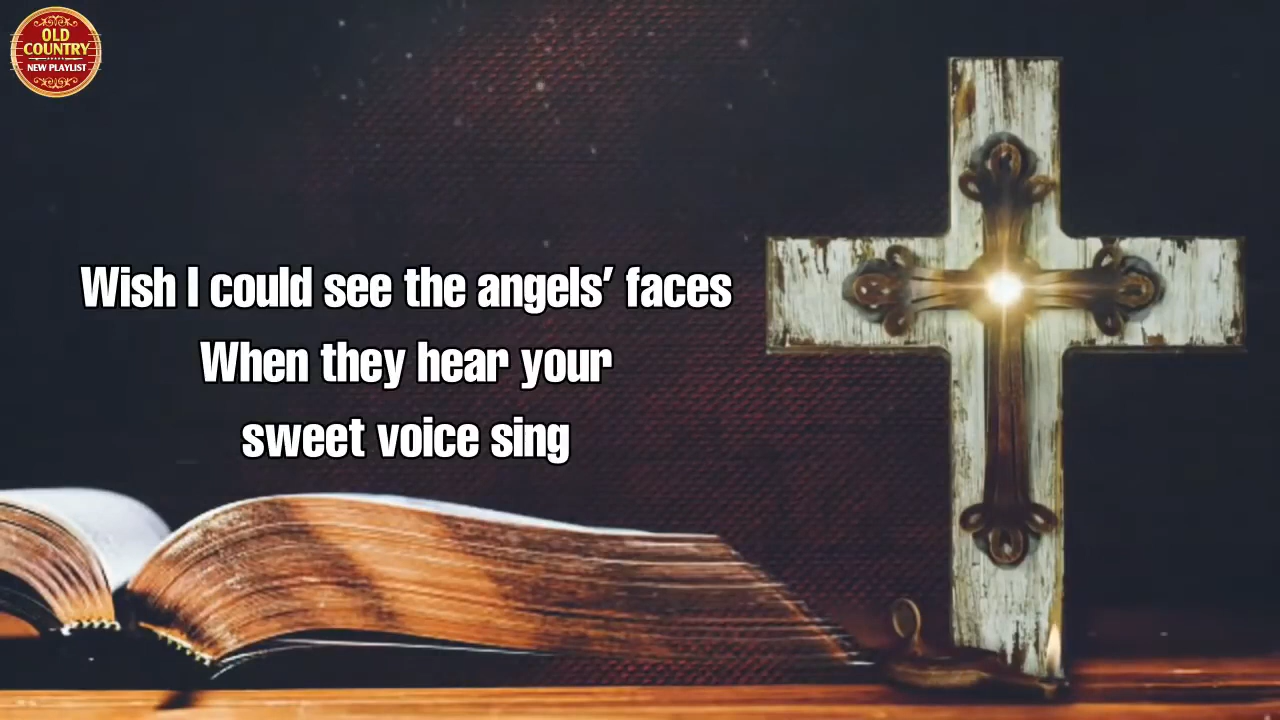 OLD
COUNTRY
NEW PLAYLIST
Wish I could see the angels’ faces
When they hear your
sweet voice sing